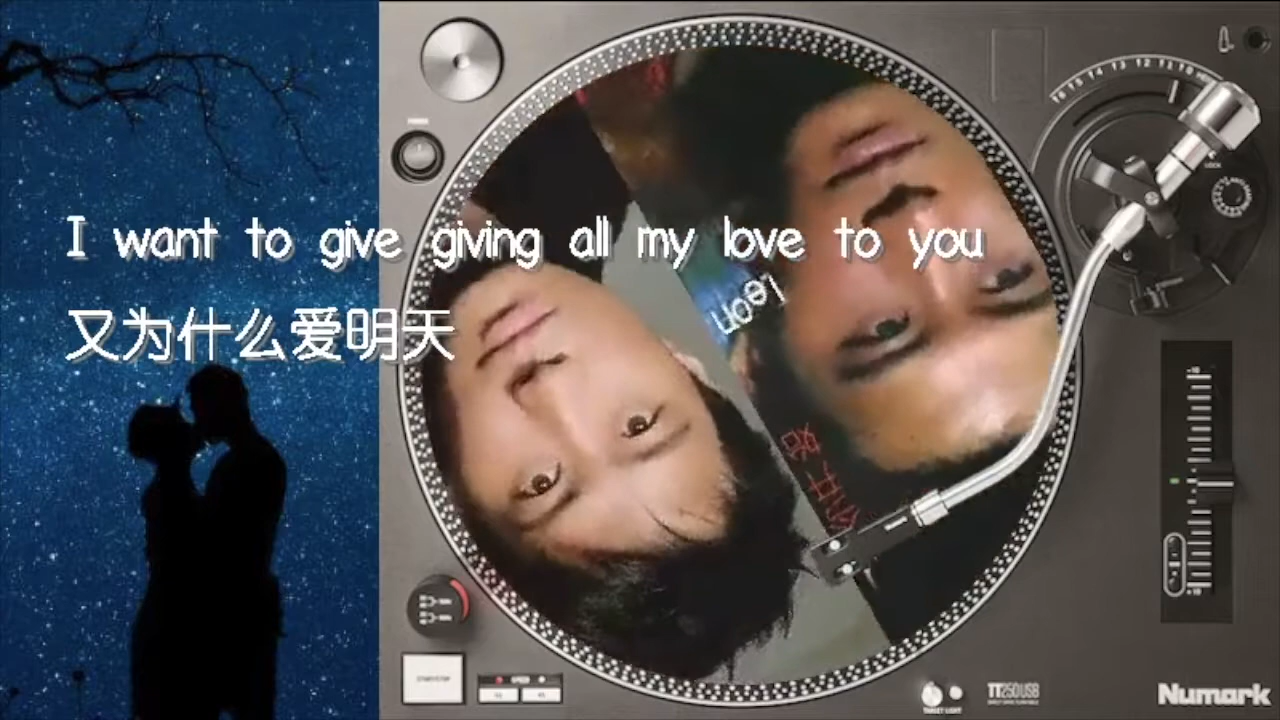 I want to give giving all my love to you
又为什么爱明天
Leon
TT250USB
Numark